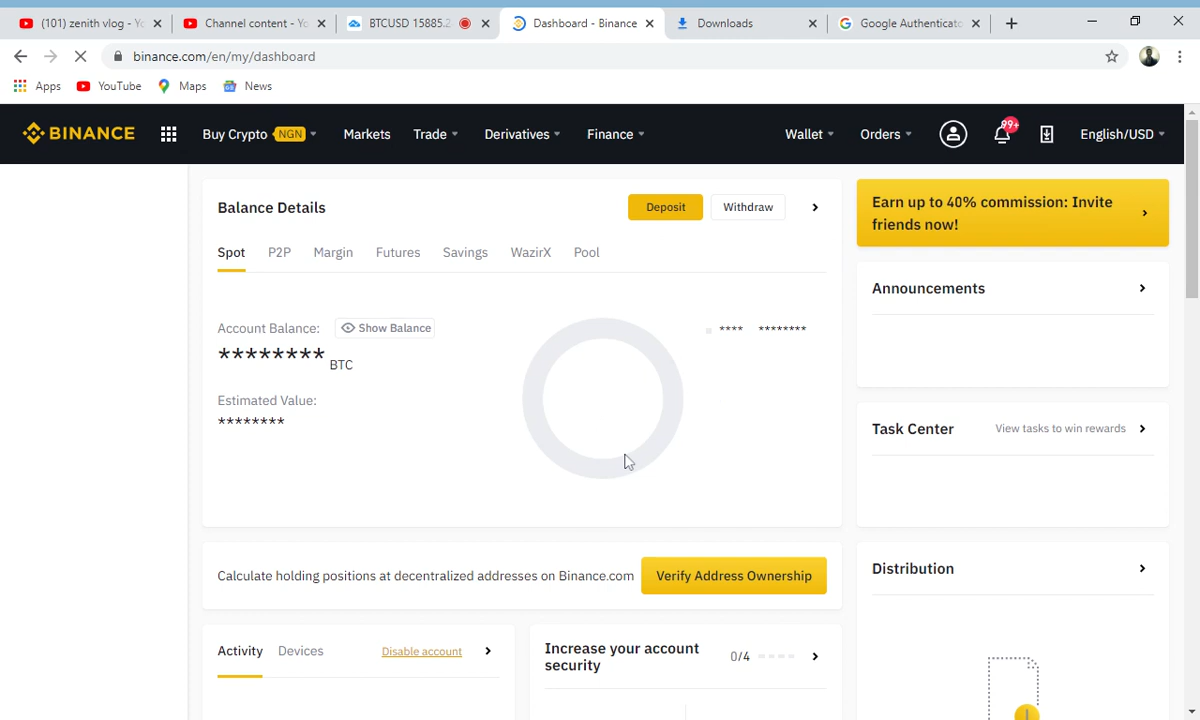 (101) zenith vlog - Yo
Channel content - Yo
BTCUSD 15885.2
Dashboard - Binance
Downloads
Google Authenticato
binance.com/en/my/dashboard
Apps
YouTube
Maps
News
BINANCE
Buy Crypto NGN
Markets
Trade
Derivatives
Finance
Wallet
Orders
99+
English/USD
Balance Details
Deposit
Withdraw
Spot
P2P
Margin
Futures
Savings
WazirX
Pool
Account Balance:
Show Balance
******** BTC
**** ********
Estimated Value:
********
Earn up to 40% commission: Invite
friends now!
Announcements
Task Center
View tasks to win rewards
Calculate holding positions at decentralized addresses on Binance.com
Verify Address Ownership
Distribution
Activity
Devices
Disable account
Increase your account
security
0/4